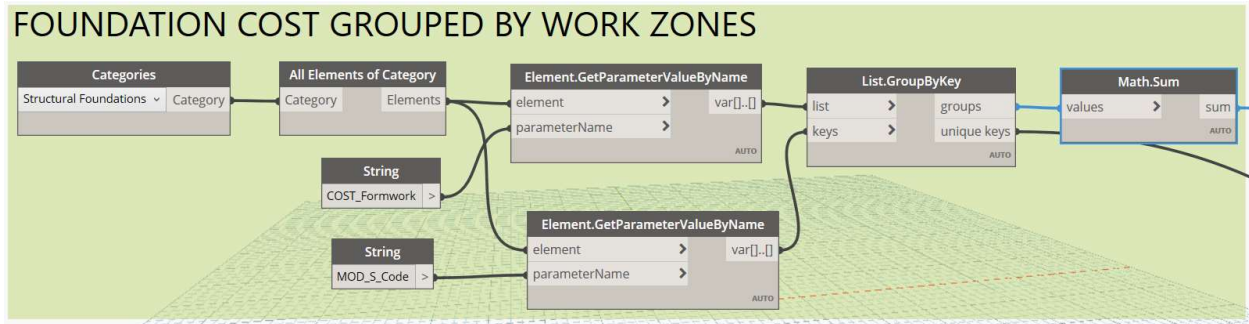 FOUNDATION COST GROUPED BY WORK ZONES
Categories
Structural Foundations Category
All Elements of Category
Category Elements
Element.GetParameterValueByName
element > var[]..[]
parameterName >
AUTO
List.GroupByKey
list > groups
keys > unique keys
AUTO
Math.Sum
values > sum
AUTO
String
COST_Formwork >
String
MOD_S_Code >
Element.GetParameterValueByName
element > var[]..[]
parameterName >
AUTO